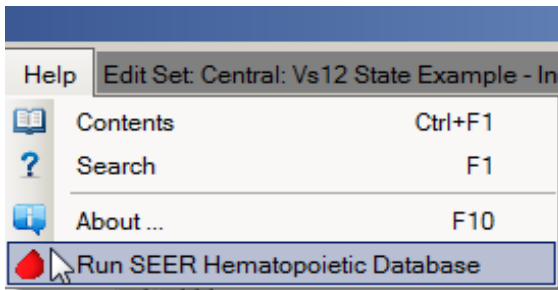 Help Edit Set: Central: Vs12 State Example - In
Contents Ctrl+F1
Search F1
About ... F10
Run SEER Hematopoietic Database